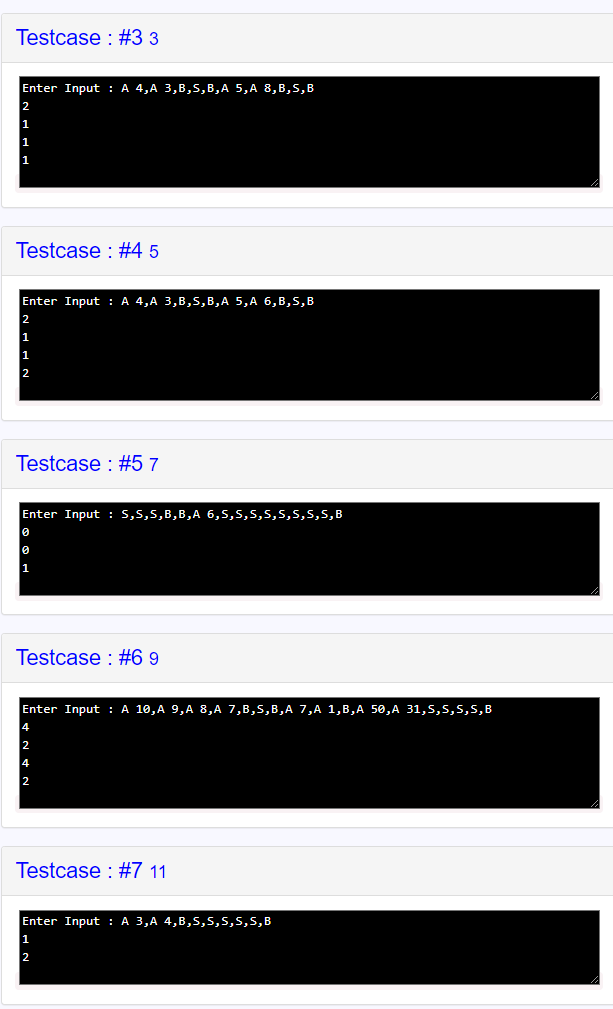 Testcase : #3 3
Enter Input : A 4,A 3,B,S,B,A 5,A 8,B,S,B
2
1
1
1
Testcase : #4 5
Enter Input : A 4,A 3,B,S,B,A 5,A 6,B,S,B
2
1
1
2
Testcase : #5 7
Enter Input : S,S,S,B,B,A 6,S,S,S,S,S,S,S,S,B
0
0
1
Testcase : #6 9
Enter Input : A 10,A 9,A 8,A 7,B,S,B,A 7,A 1,B,A 50,A 31,S,S,S,S,B
4
2
4
2
Testcase : #7 11
Enter Input : A 3,A 4,B,S,S,S,S,S,B
1
2